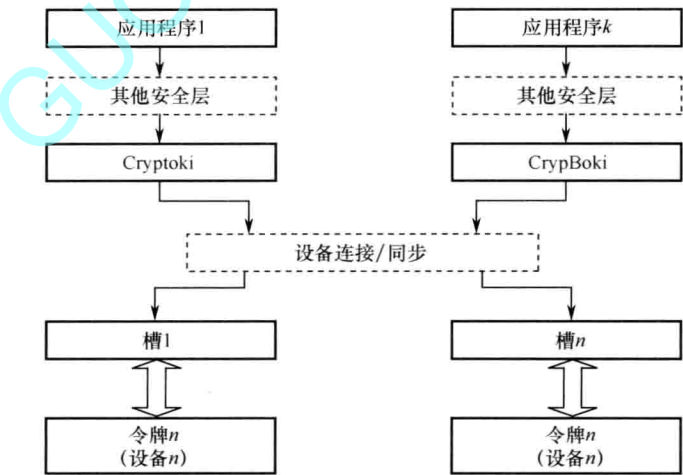 应用程序1
应用程序k
其他安全层
其他安全层
Cryptoki
CrypBoki
设备连接/同步
槽1
槽n
令牌n
(设备n)
令牌n
(设备n)
GUO